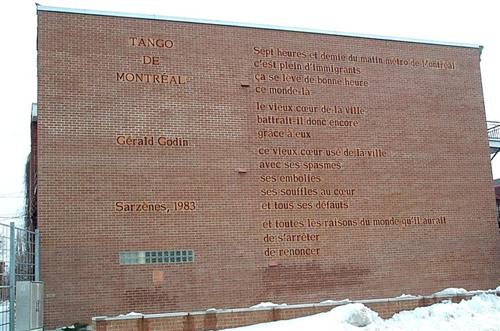 TANGO
DE
MONTRÉAL
Gérald Godin
Sarzènes, 1983
Sept heures et demie du matin métro de Montréal
c'est plein d'immigrants
ça se lève de bonne heure
ce monde-là
le vieux cœur de la ville
battrait-il donc encore
grâce à eux
ce vieux cœur usé de la ville
avec ses spasmes
ses embolies
ses souffles au cœur
et tous ses défauts
et toutes les raisons du monde qu'il aurait
de s'arrêter
de renoncer